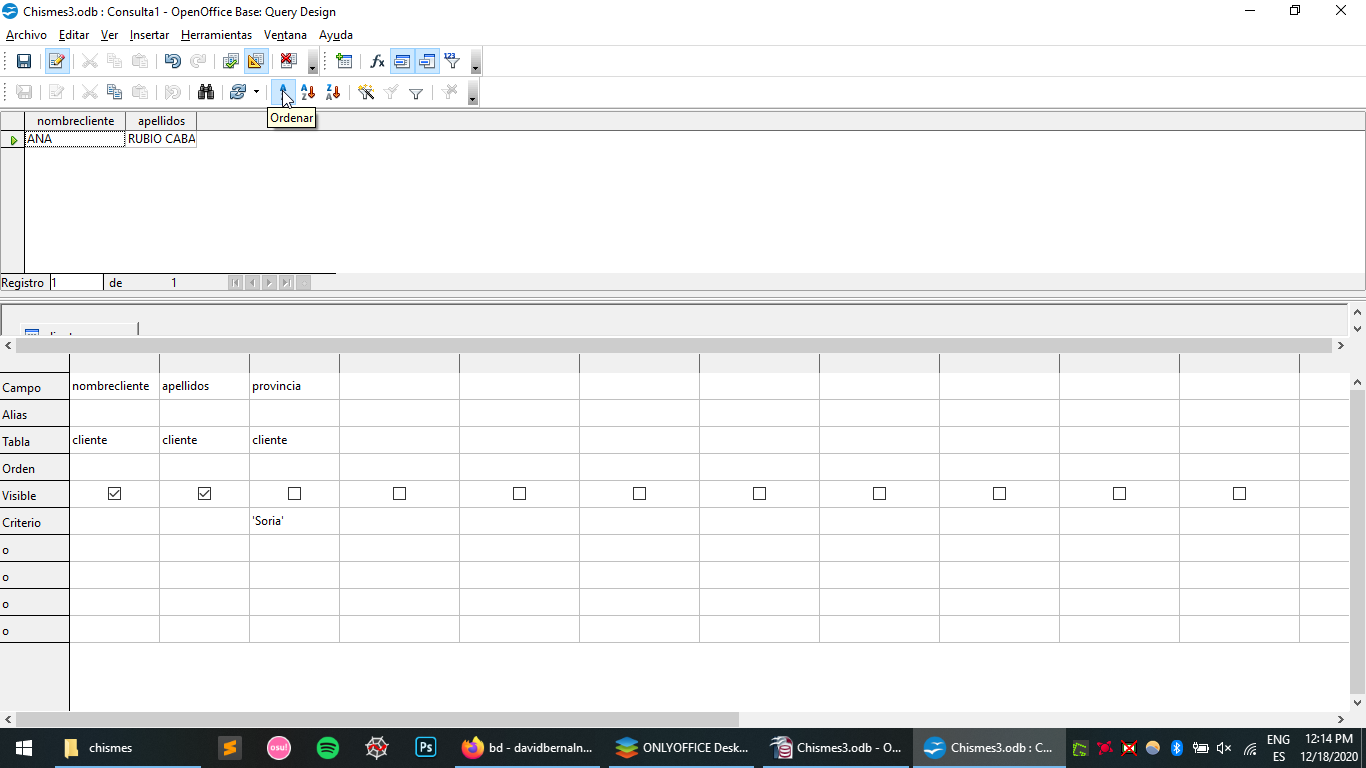 Chismes3.odb : Consulta1 - OpenOffice Base: Query Design
Archivo Editar Ver Insertar Herramientas Ventana Ayuda
Ordenar
nombrecliente apellidos
ANA RUBIO CABA
Registro 1 de 1
Campo nombrecliente apellidos provincia
Alias
Tabla cliente cliente cliente
Orden
Visible
Criterio 'Soria'
o
o
o
o
chismes osu! Ps bd - davidbernaln... ONLYOFFICE Desk... Chismes3.odb - O... Chismes3.odb : C... ENG 12:14 PM
ES 12/18/2020